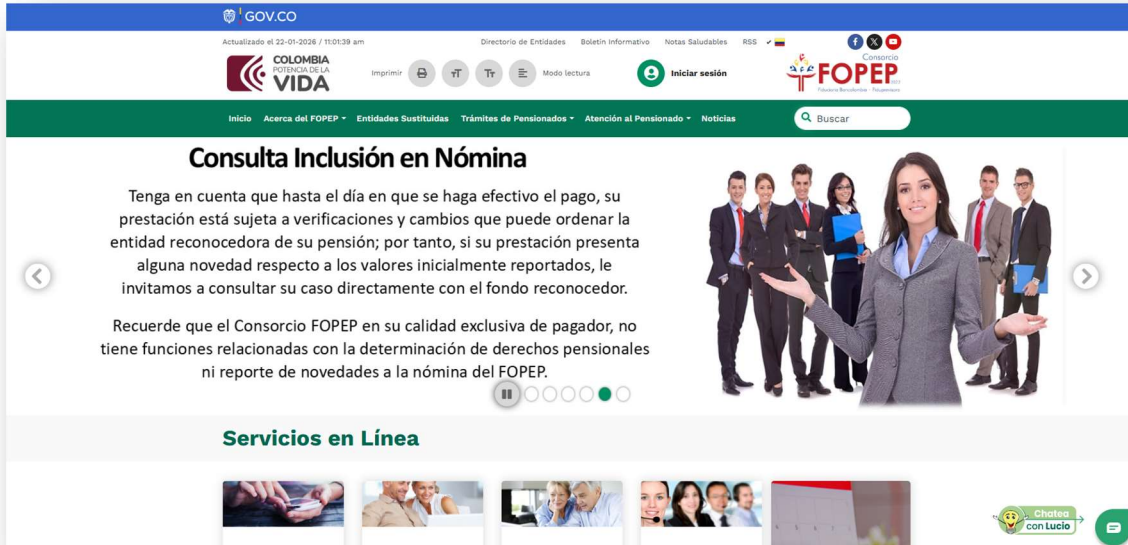 GOV.CO
Actualizado el 22-01-2026 / 11:01:39 am
Directorio de Entidades Boletín Informativo Notas Saludables RSS
COLOMBIA
POTENCIA DE LA
VIDA
Imprimir
Modo lectura
Iniciar sesión
Consorcio
FOPEP
Inicio Acerca del FOPEP Entidades Sustituidas Trámites de Pensionados Atención al Pensionado Noticias
Buscar
Consulta Inclusión en Nómina
Tenga en cuenta que hasta el día en que se haga efectivo el pago, su
prestación está sujeta a verificaciones y cambios que puede ordenar la
entidad reconocedora de su pensión; por tanto, si su prestación presenta
alguna novedad respecto a los valores inicialmente reportados, le
invitamos a consultar su caso directamente con el fondo reconocedor.
Recuerde que el Consorcio FOPEP en su calidad exclusiva de pagador, no
tiene funciones relacionadas con la determinación de derechos pensionales
ni reporte de novedades a la nómina del FOPEP.
Servicios en Línea
Chatea
con Lucio